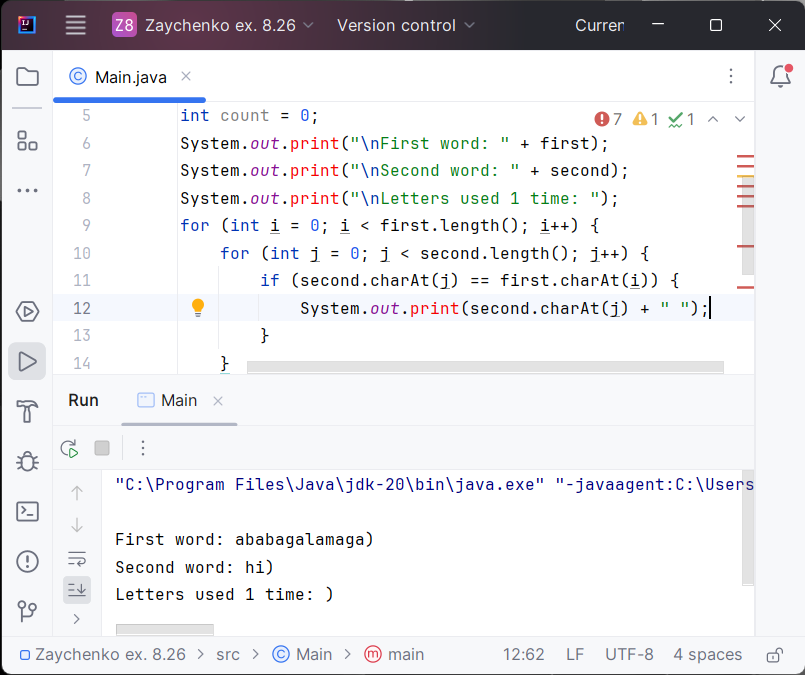 Z8 Zaychenko ex. 8.26 Version control Curren
Main.java
5 int count = 0; 7 1 1
6 System.out.print("\nFirst word: " + first);
7 System.out.print("\nSecond word: " + second);
8 System.out.print("\nLetters used 1 time: ");
9 for (int i = 0; i < first.length(); i++) {
10 for (int j = 0; j < second.length(); j++) {
11 if (second.charAt(j) == first.charAt(i)) {
12 System.out.print(second.charAt(j) + " ");
13 }
14 }
Run Main
"C:\Program Files\Java\jdk-20\bin\java.exe" "-javaagent:C:\Users
First word: ababagalamaga)
Second word: hi)
Letters used 1 time: )
Zaychenko ex. 8.26 > src > Main > main 12:62 LF UTF-8 4 spaces